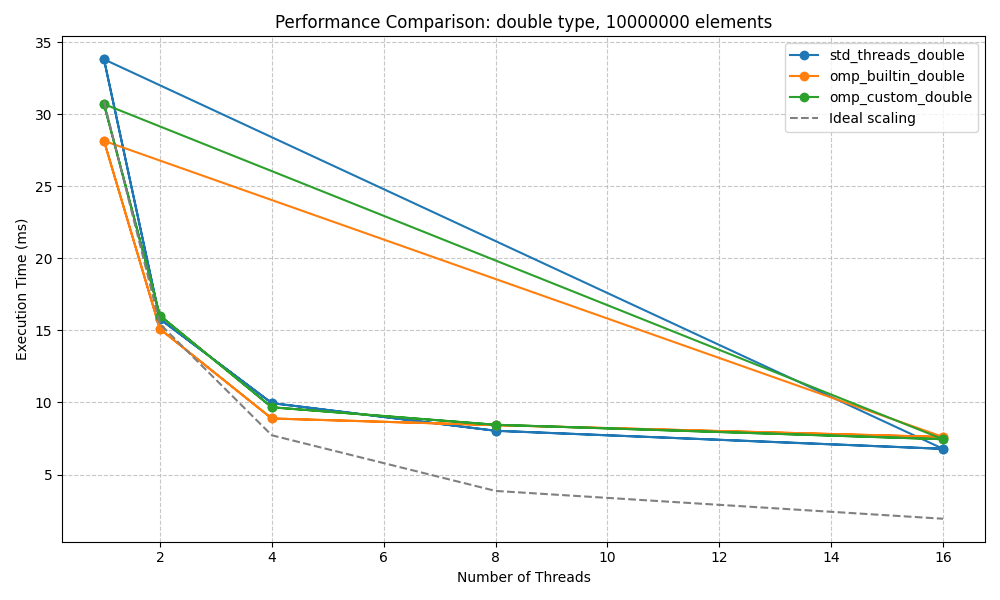 Performance Comparison: double type, 10000000 elements
std_threads_double
omp_builtin_double
omp_custom_double
Ideal scaling
Execution Time (ms)
35
30
25
20
15
10
5
2
4
6
8
10
12
14
16
Number of Threads